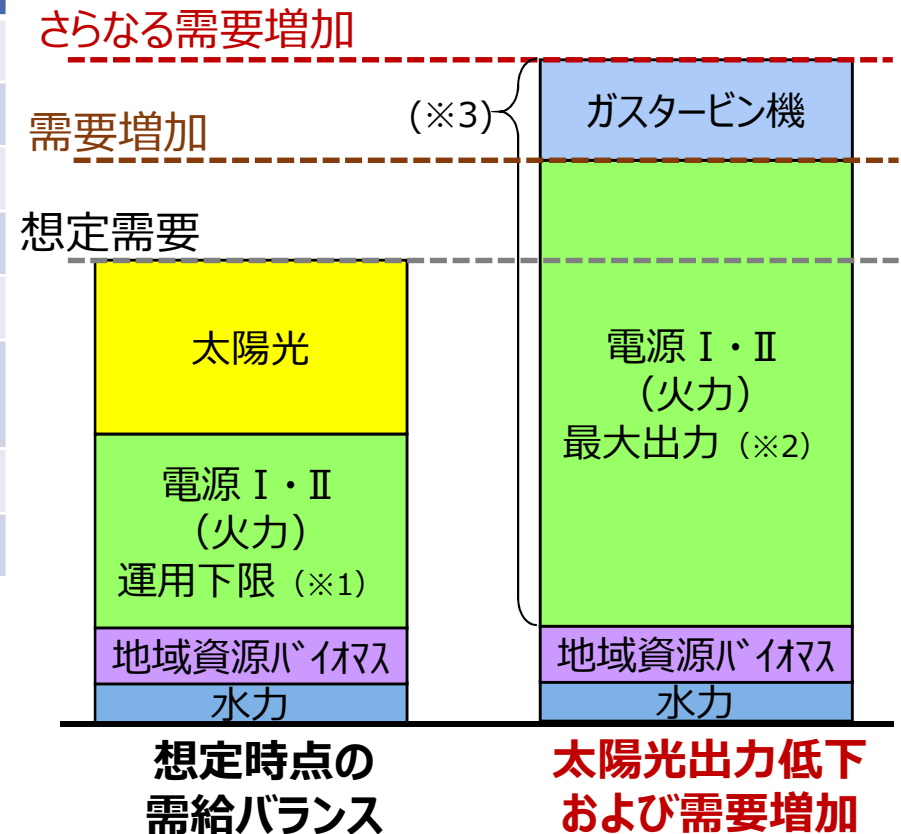 さらなる需要増加
(※3)
ガスタービン機
需要増加
想定需要
太陽光
電源Ⅰ・Ⅱ
（火力）
最大出力（※2）
電源Ⅰ・Ⅱ
（火力）
運用下限（※1）
地域資源ﾊﾞｲｵﾏｽ
地域資源ﾊﾞｲｵﾏｽ
水力
水力
想定時点の
需給バランス
太陽光出力低下
および需要増加